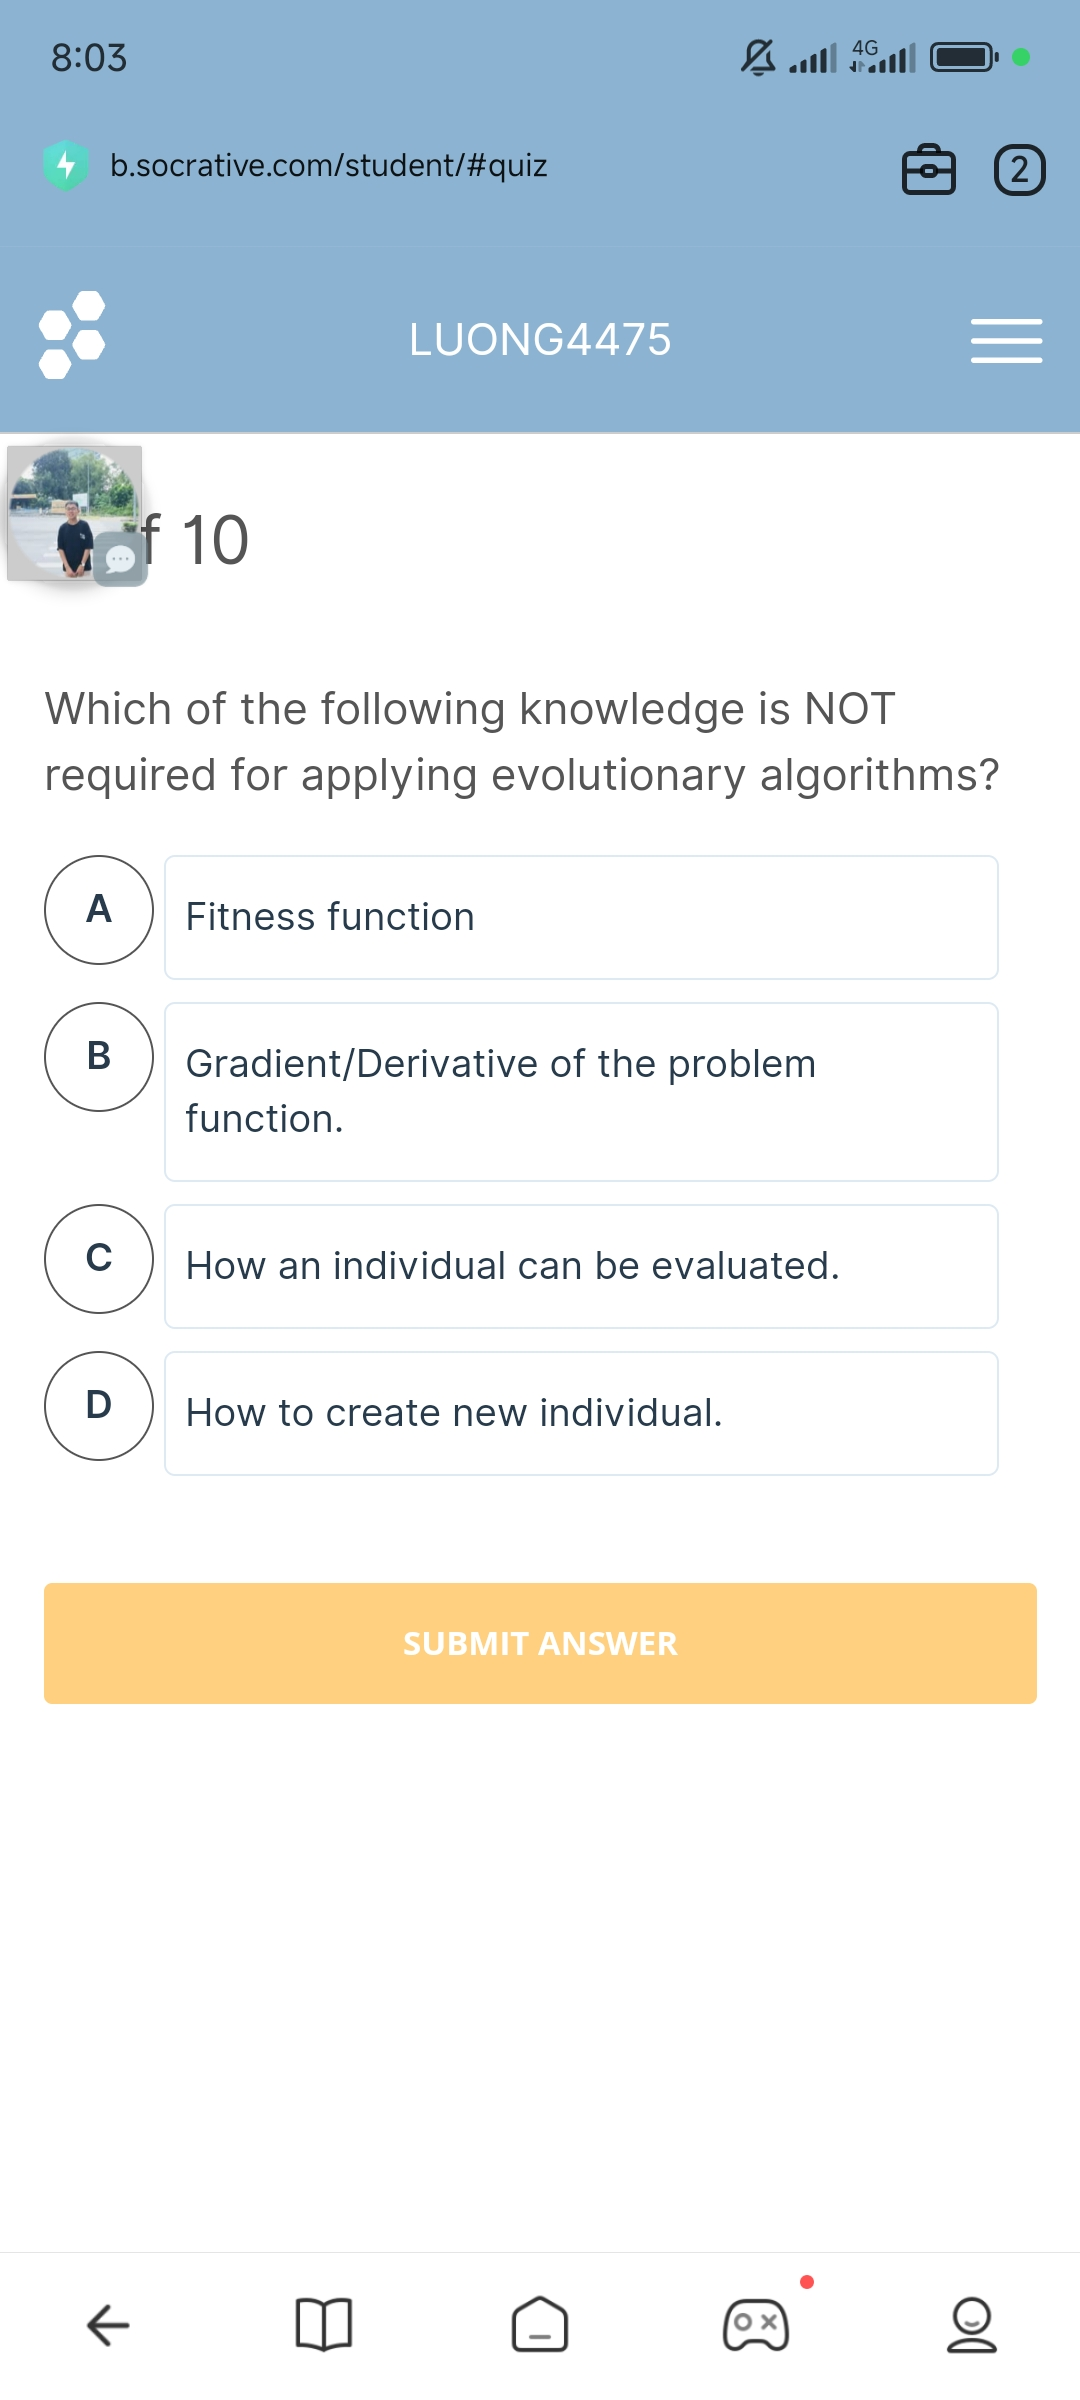 8:03
4G
b.socrative.com/student/#quiz
2
LUONG4475
f 10
Which of the following knowledge is NOT
required for applying evolutionary algorithms?
A
Fitness function
B
Gradient/Derivative of the problem
function.
C
How an individual can be evaluated.
D
How to create new individual.
SUBMIT ANSWER